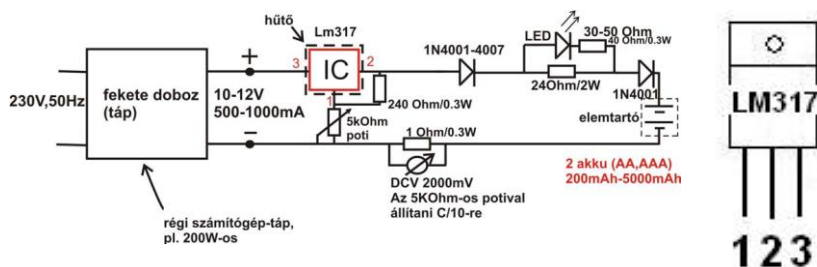 hűtő
Lm317
LED
30-50 Ohm
40 Ohm/0.3W
1N4001-4007
3
IC
2
1
+
230V,50Hz
fekete doboz
(táp)
10-12V
500-1000mA
−
240 Ohm/0.3W
24Ohm/2W
1N4001
5kOhm
poti
1 Ohm/0.3W
elemtartó
DCV 2000mV
Az 5KOhm-os potival
állítani C/10-re
2 akku (AA,AAA)
200mAh-5000mAh
régi számítógép-táp,
pl. 200W-os
LM317
1 2 3